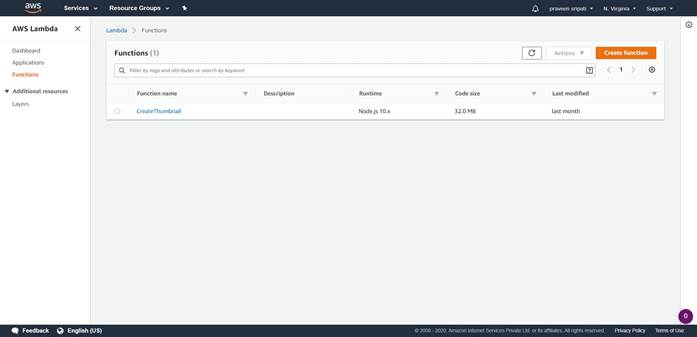 aws Services Resource Groups praveen sripati N. Virginia Support
AWS Lambda
Dashboard
Applications
Functions
Additional resources
Layers
Lambda Functions
Functions (1) Actions Create function
Filter by tags and attributes or search by keyword 1
Function name Description Runtime Code size Last modified
CreateThumbnail Node.js 10.x 32.0 MB last month
0
Feedback English (US) © 2008 - 2020, Amazon Internet Services Private Ltd. or its affiliates. All rights reserved. Privacy Policy Terms of Use